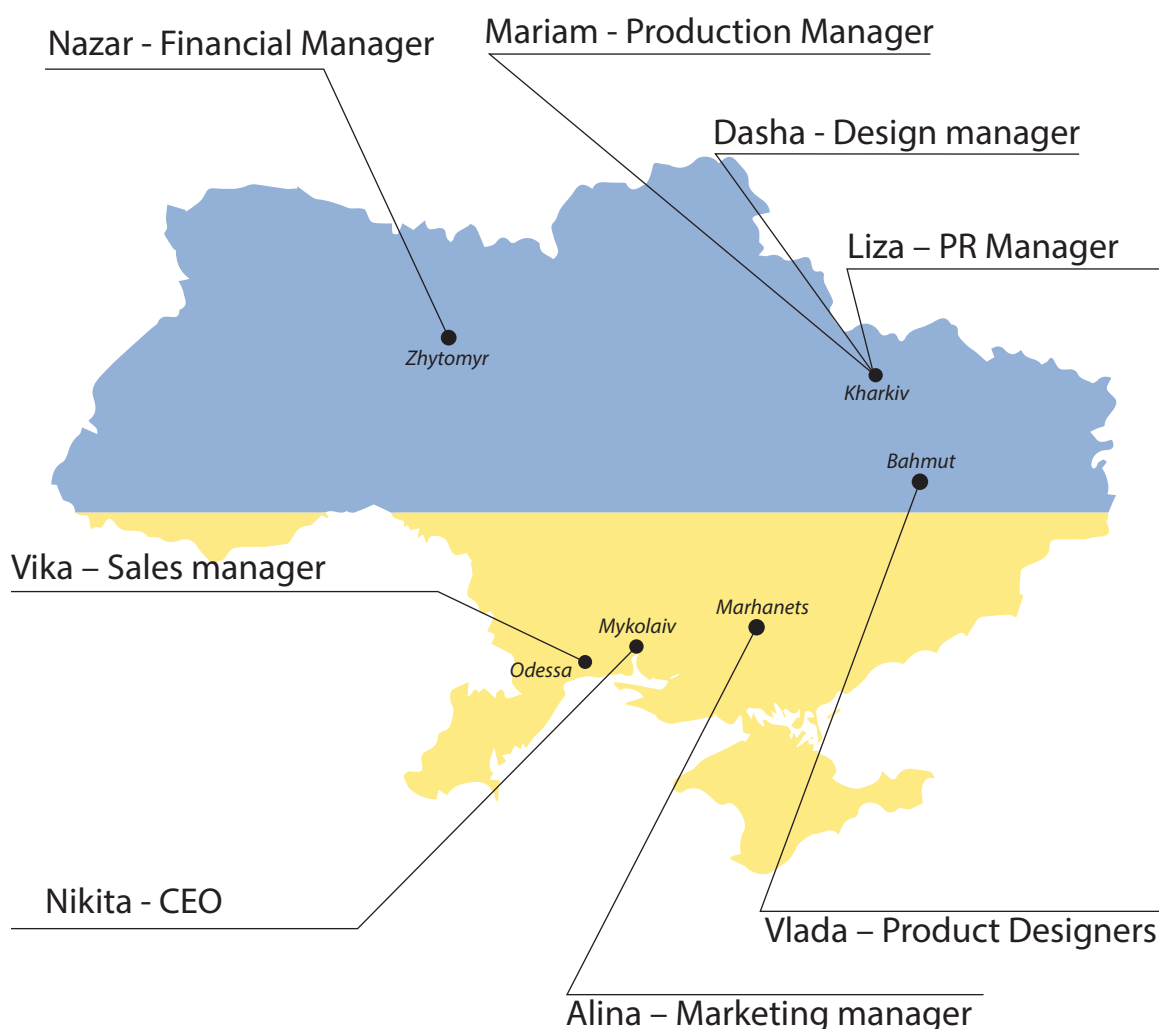 Nazar - Financial Manager
Mariam - Production Manager
Dasha - Design manager
Liza – PR Manager
Zhytomyr
Kharkiv
Bahmut
Vika – Sales manager
Marhanets
Mykolaiv
Odessa
Nikita - CEO
Vlada – Product Designers
Alina – Marketing manager